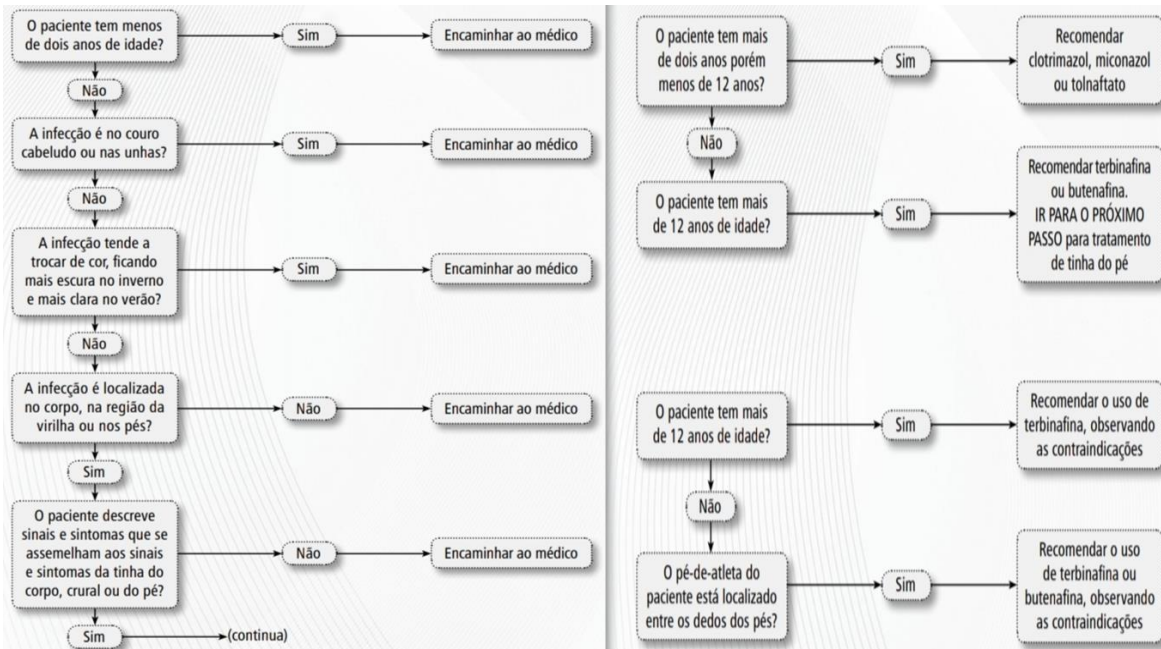 O paciente tem menos
de dois anos de idade?
Sim
Encaminhar ao médico
Não
A infecção é no couro
cabeludo ou nas unhas?
Sim
Encaminhar ao médico
Não
A infecção tende a
trocar de cor, ficando
mais escura no inverno
e mais clara no verão?
Sim
Encaminhar ao médico
Não
A infecção é localizada
no corpo, na região da
virilha ou nos pés?
Não
Encaminhar ao médico
Sim
O paciente descreve
sinais e sintomas que se
assemelham aos sinais
e sintomas da tinha do
corpo, crural ou do pé?
Não
Encaminhar ao médico
Sim
(continua)
O paciente tem mais
de dois anos porém
menos de 12 anos?
Sim
Recomendar
clotrimazol, miconazol
ou tolnaftato
Não
O paciente tem mais
de 12 anos de idade?
Sim
Recomendar terbinafina
ou butenafina.
IR PARA O PRÓXIMO
PASSO para tratamento
de tinha do pé
O paciente tem mais
de 12 anos de idade?
Sim
Recomendar o uso de
terbinafina, observando
as contraindicações
Não
O pé-de-atleta do
paciente está localizado
entre os dedos dos pés?
Sim
Recomendar o uso
de terbinafina ou
butenafina, observando
as contraindicações